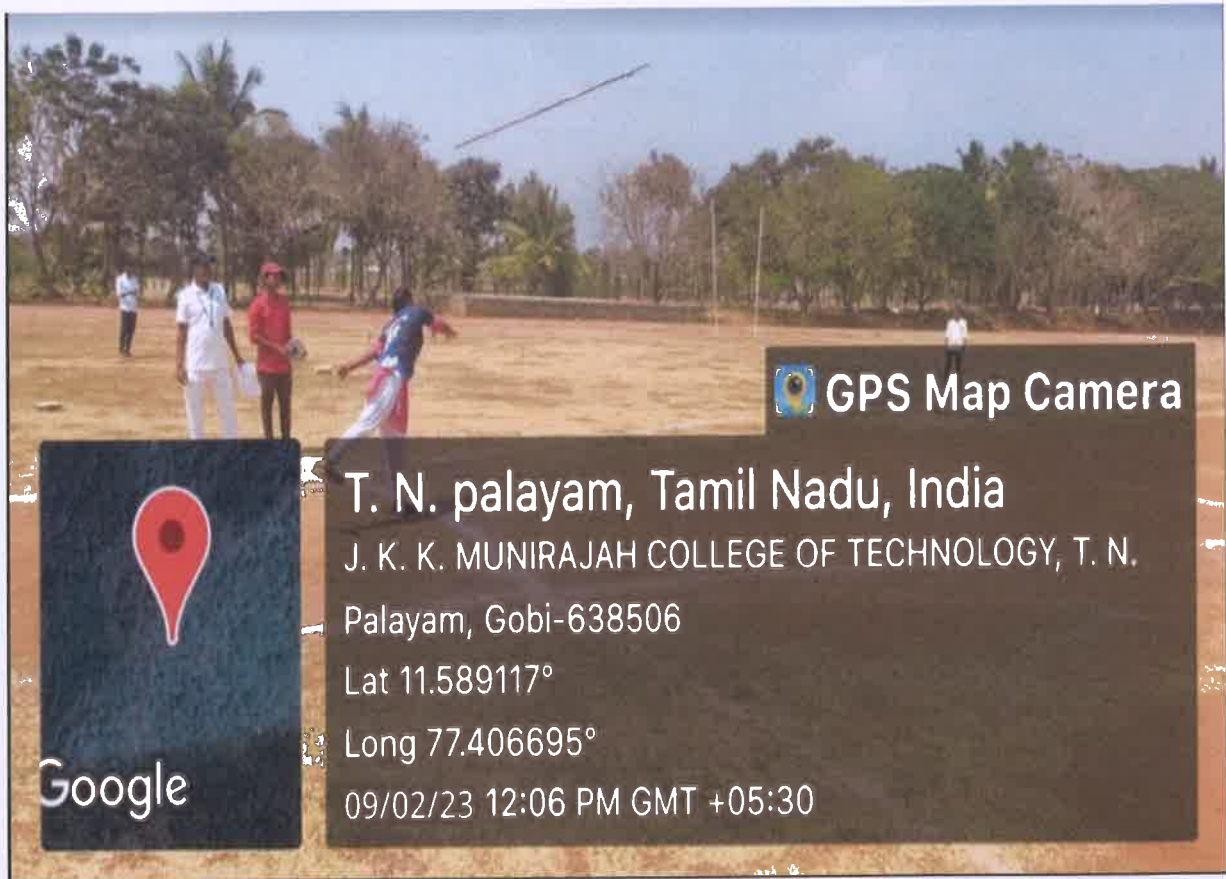 GPS Map Camera
T. N. palayam, Tamil Nadu, India
J. K. K. MUNIRAJAH COLLEGE OF TECHNOLOGY, T. N.
Palayam, Gobi-638506
Lat 11.589117°
Long 77.406695°
09/02/23 12:06 PM GMT +05:30
Google